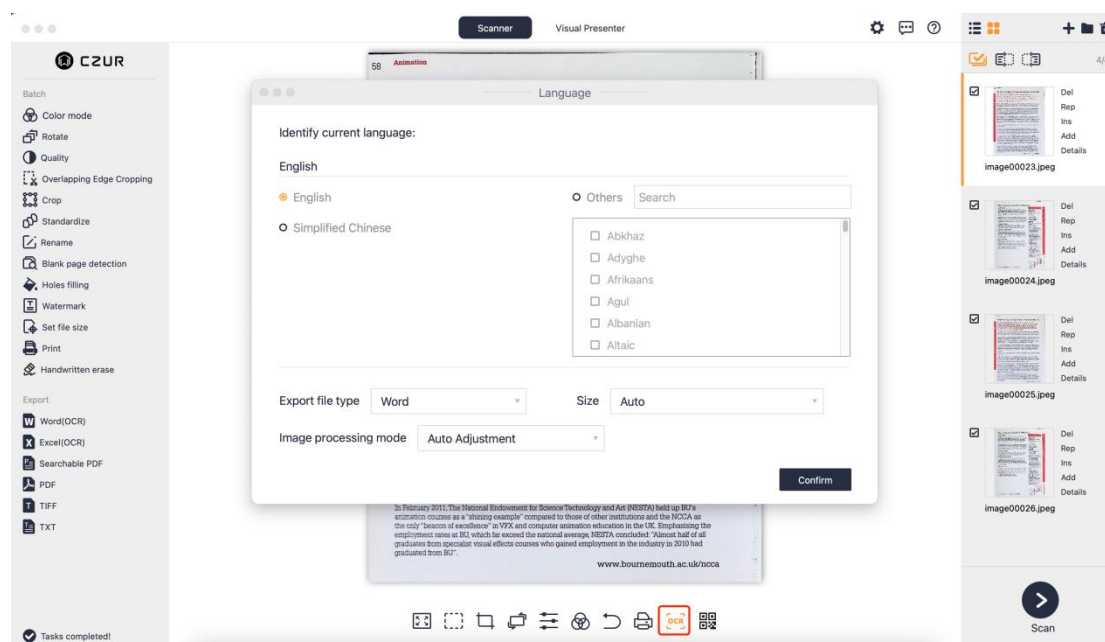 Scanner
Visual Presenter
CZUR
Batch
Color mode
Rotate
Quality
Overlapping Edge Cropping
Crop
Standardize
Rename
Blank page detection
Holes filling
Watermark
Set file size
Print
Handwritten erase
Export
Word(OCR)
Excel(OCR)
Searchable PDF
PDF
TIFF
TXT
Tasks completed!
58 Animation
Language
Identify current language:
English
English
Simplified Chinese
Others
Search
Abkhaz
Adyghe
Afrikaans
Agul
Albanian
Altaic
Export file type Word
Size Auto
Image processing mode Auto Adjustment
Confirm
In February 2011, The National Endowment for Science Technology and Art (NESTA) held up BU's
animation courses as a "shining example" compared to those of other institutions and the NCCA as
the only "beacon of excellence" in VFX and computer animation education in the UK. Emphasising the
employment rates at BU, which far exceed the national average, NESTA concluded: "Almost half of all
graduates from specialist visual effects courses who gained employment in the industry in 2010 had
graduated from BU".
www.bournemouth.ac.uk/ncca
OCR
4/
Del
Rep
Ins
Add
Details
image00023.jpeg
Del
Rep
Ins
Add
Details
image00024.jpeg
Del
Rep
Ins
Add
Details
image00025.jpeg
Del
Rep
Ins
Add
Details
image00026.jpeg
Scan